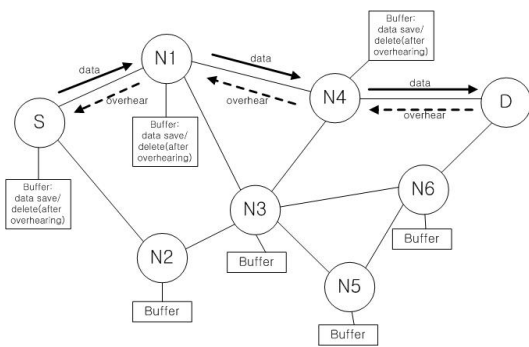 Buffer:
data save/
delete(after
overhearing)
data
N1
data
data
overhear
overhear
N4
overhear
D
S
Buffer:
data save/
delete(after
overhearing)
Buffer:
data save/
delete(after
overhearing)
N3
N6
Buffer
N2
Buffer
N5
Buffer
Buffer